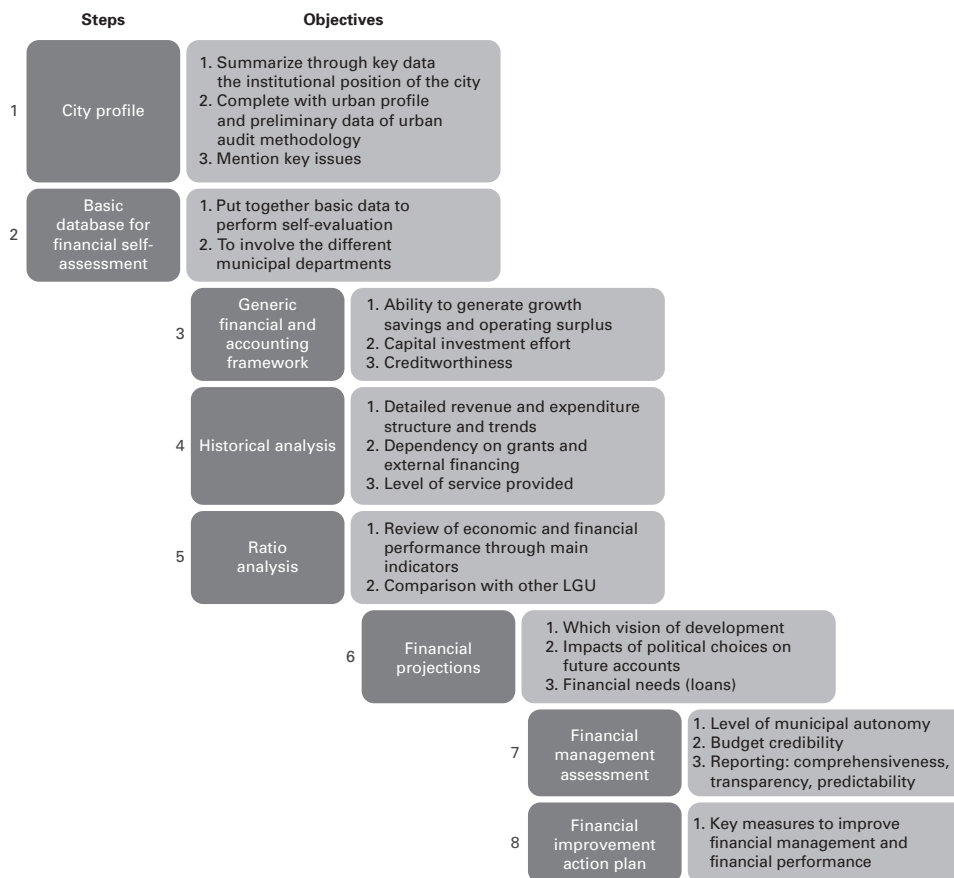 Steps
Objectives
1
City profile
1. Summarize through key data
the institutional position of the city
2. Complete with urban profile
and preliminary data of urban
audit methodology
3. Mention key issues
2
Basic
database for
financial self-
assessment
1. Put together basic data to
perform self-evaluation
2. To involve the different
municipal departments
3
Generic
financial and
accounting
framework
1. Ability to generate growth
savings and operating surplus
2. Capital investment effort
3. Creditworthiness
4
Historical analysis
1. Detailed revenue and expenditure
structure and trends
2. Dependency on grants and
external financing
3. Level of service provided
5
Ratio
analysis
1. Review of economic and financial
performance through main
indicators
2. Comparison with other LGU
6
Financial
projections
1. Which vision of development
2. Impacts of political choices on
future accounts
3. Financial needs (loans)
7
Financial
management
assessment
1. Level of municipal autonomy
2. Budget credibility
3. Reporting: comprehensiveness,
transparency, predictability
8
Financial
improvement
action plan
1. Key measures to improve
financial management and
financial performance